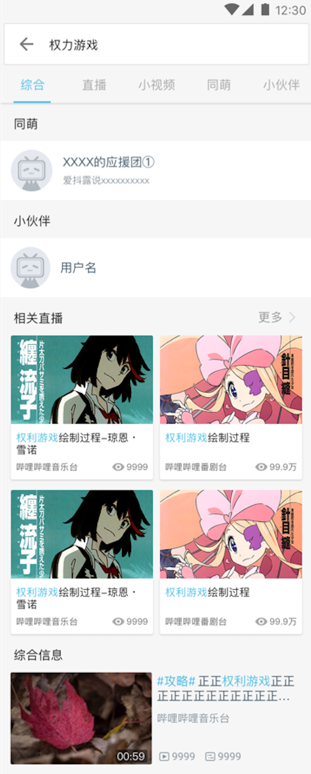 12:30
权力游戏
综合 直播 小视频 同萌 小伙伴
同萌
XXXX的应援团①
爱抖露说xxxxxxxxxx
小伙伴
用户名
相关直播 更多
纏流子
針目縫
权利游戏绘制过程-琼恩·
雪诺
哔哩哔哩音乐台 9999
权利游戏绘制过程
哔哩哔哩番剧台 99.9万
纏流子
針目縫
权利游戏绘制过程-琼恩·
雪诺
哔哩哔哩音乐台 9999
权利游戏绘制过程
哔哩哔哩番剧台 99.9万
综合信息
00:59
#攻略# 正正权利游戏正正
正正正正正正正正正正正...
哔哩哔哩音乐台
9999 9999